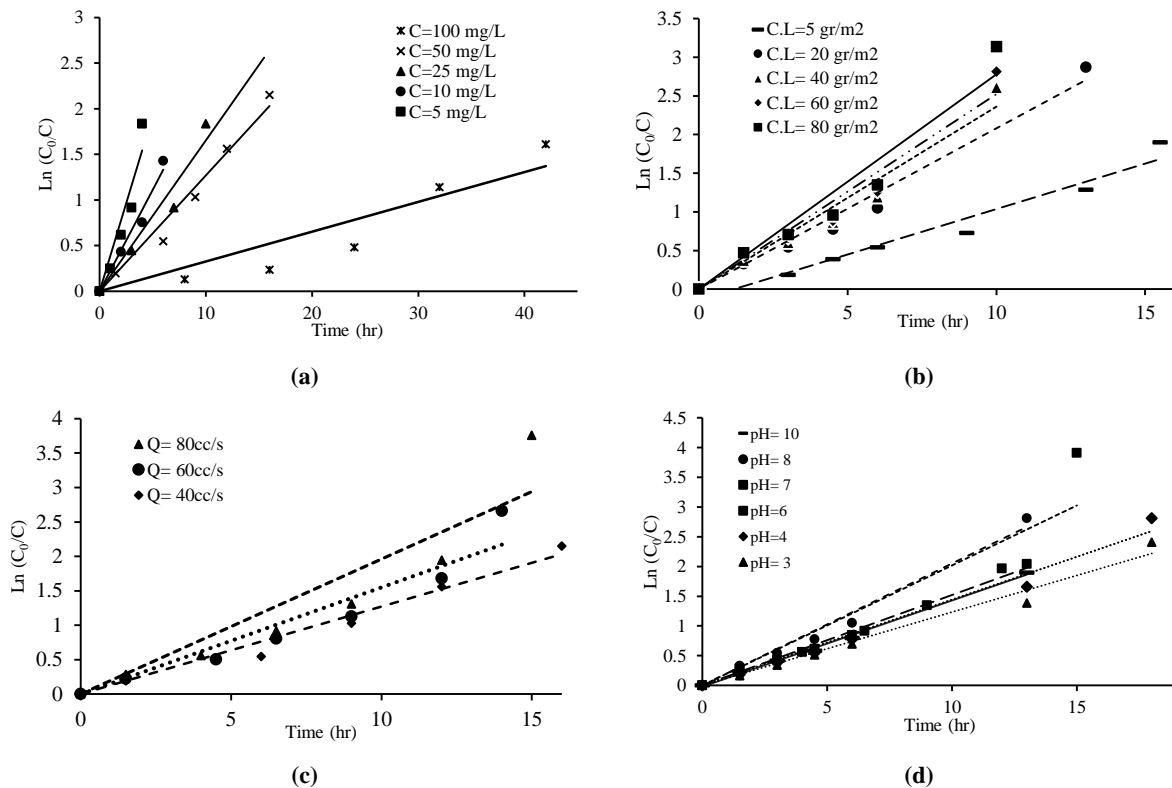 3
2.5
2
1.5
1
0.5
0
0
10
20
30
40
Ln (C0/C)
Time (hr)
C=100 mg/L
C=50 mg/L
C=25 mg/L
C=10 mg/L
C=5 mg/L
(a)
3.5
3
2.5
2
1.5
1
0.5
0
0
5
10
15
Ln (C0/C)
Time (hr)
C.L=5 gr/m2
C.L= 20 gr/m2
C.L= 40 gr/m2
C.L= 60 gr/m2
C.L= 80 gr/m2
(b)
4
3.5
3
2.5
2
1.5
1
0.5
0
0
5
10
15
Ln (C0/C)
Time (hr)
Q= 80cc/s
Q= 60cc/s
Q= 40cc/s
(c)
4.5
4
3.5
3
2.5
2
1.5
1
0.5
0
0
5
10
15
Ln (C0/C)
Time (hr)
pH= 10
pH= 8
pH= 7
pH=6
pH=4
pH= 3
(d)